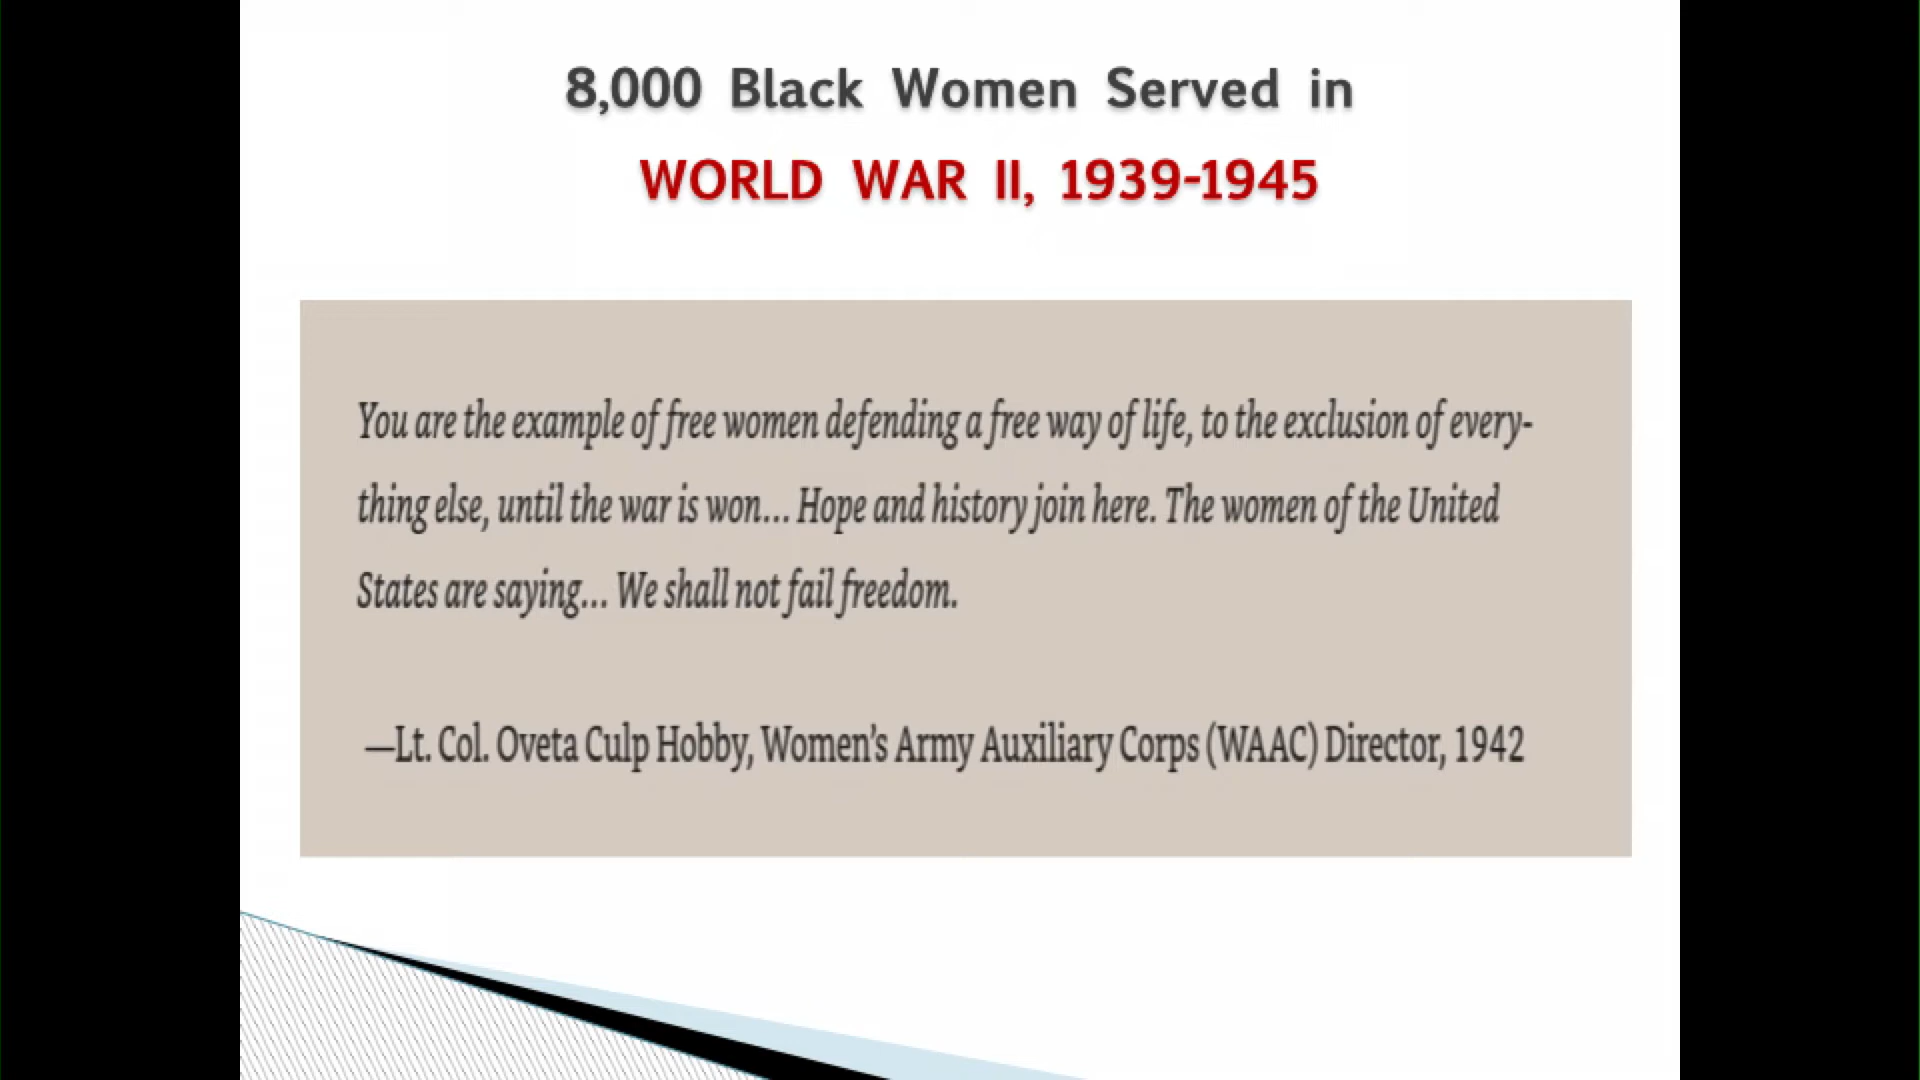 8,000 Black Women Served in
WORLD WAR II, 1939-1945
You are the example of free women defending a free way of life, to the exclusion of every-
thing else, until the war is won... Hope and history join here. The women of the United
States are saying... We shall not fail freedom.
—Lt. Col. Oveta Culp Hobby, Women's Army Auxiliary Corps (WAAC) Director, 1942